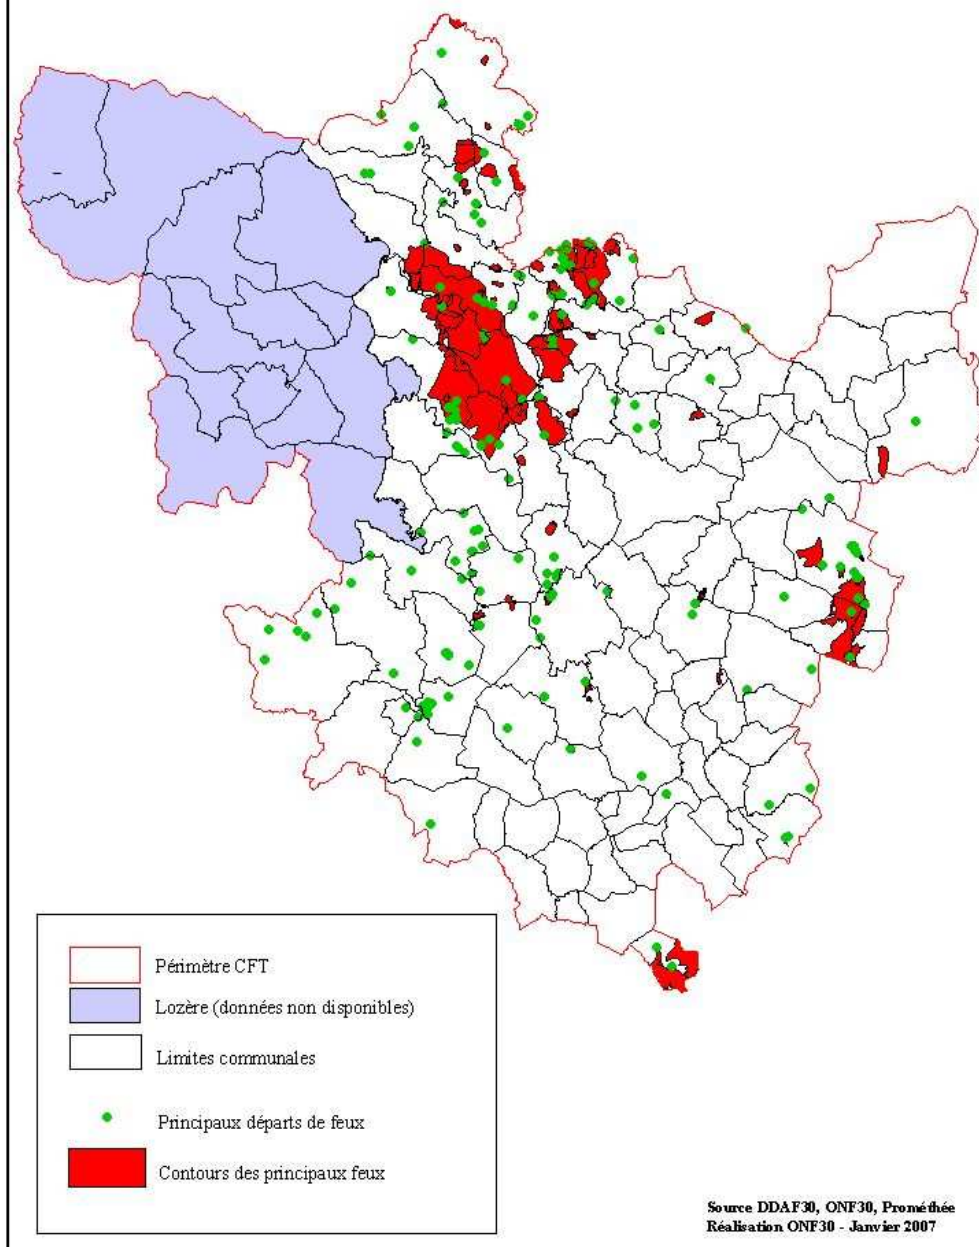 Périmètre CFT
Lozère (données non disponibles)
Limites communales
Principaux départs de feux
Contours des principaux feux
Source DDAF30, ONF30, Prométhée
Réalisation ONF30 - Janvier 2007